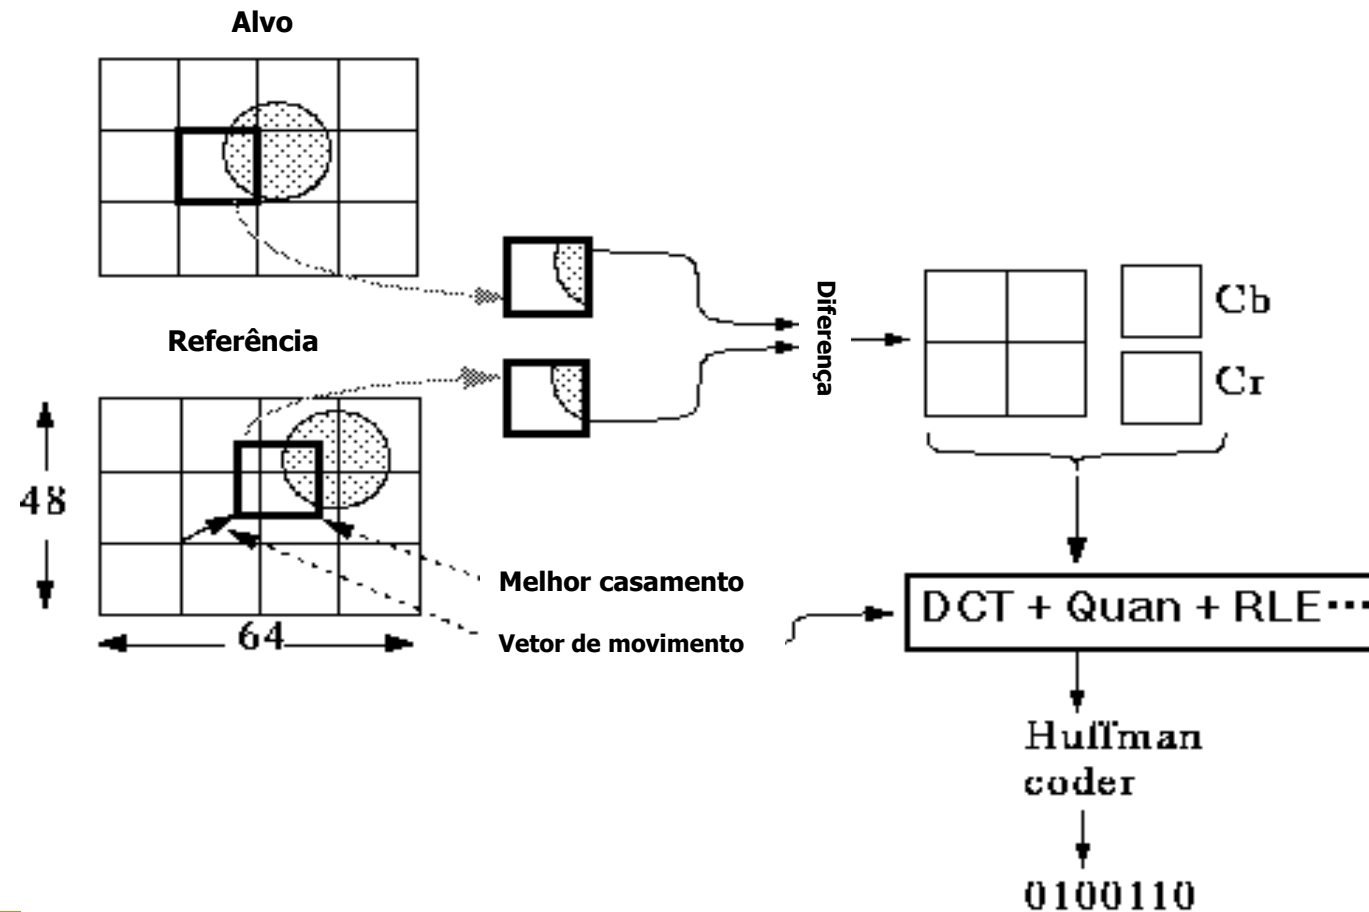 Alvo
Referência
48
64
Diferença
Cb
Cr
Melhor casamento
Vetor de movimento
DCT + Quan + RLE···
Huffman
coder
0100110